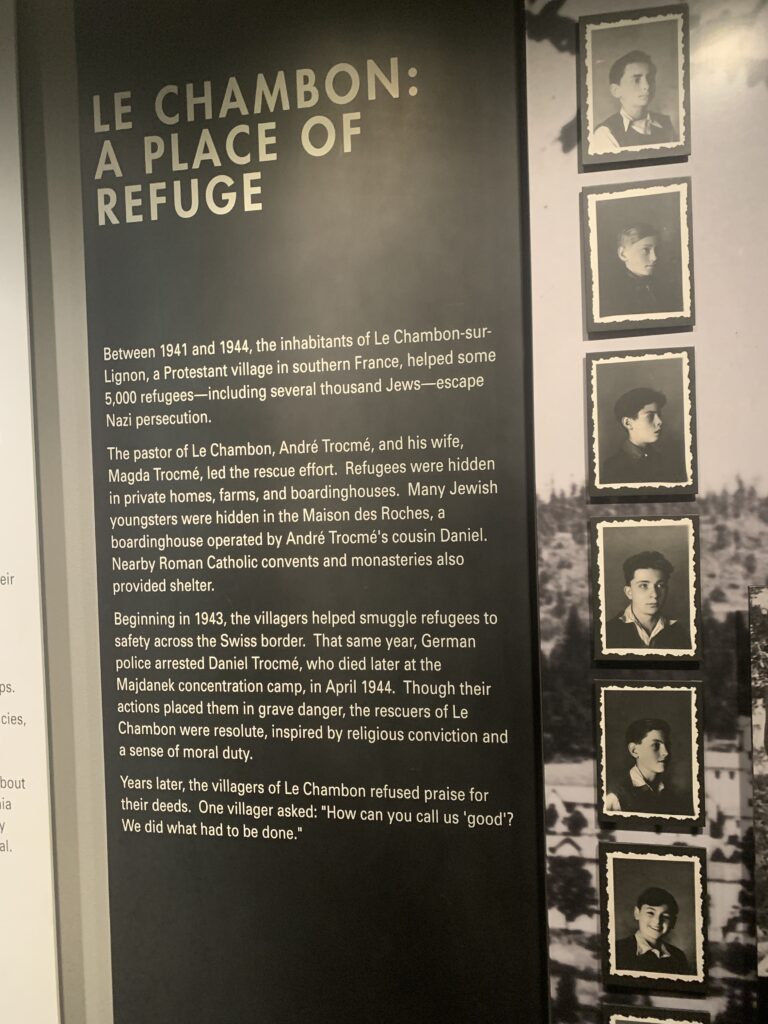 LE CHAMBON:
A PLACE OF
REFUGE
Between 1941 and 1944, the inhabitants of Le Chambon-sur-
Lignon, a Protestant village in southern France, helped some
5,000 refugees—including several thousand Jews—escape
Nazi persecution.
The pastor of Le Chambon, André Trocmé, and his wife,
Magda Trocmé, led the rescue effort. Refugees were hidden
in private homes, farms, and boardinghouses. Many Jewish
youngsters were hidden in the Maison des Roches, a
boardinghouse operated by André Trocmé's cousin Daniel.
Nearby Roman Catholic convents and monasteries also
provided shelter.
Beginning in 1943, the villagers helped smuggle refugees to
safety across the Swiss border. That same year, German
police arrested Daniel Trocmé, who died later at the
Majdanek concentration camp, in April 1944. Though their
actions placed them in grave danger, the rescuers of Le
Chambon were resolute, inspired by religious conviction and
a sense of moral duty.
Years later, the villagers of Le Chambon refused praise for
their deeds. One villager asked: "How can you call us 'good'?
We did what had to be done."